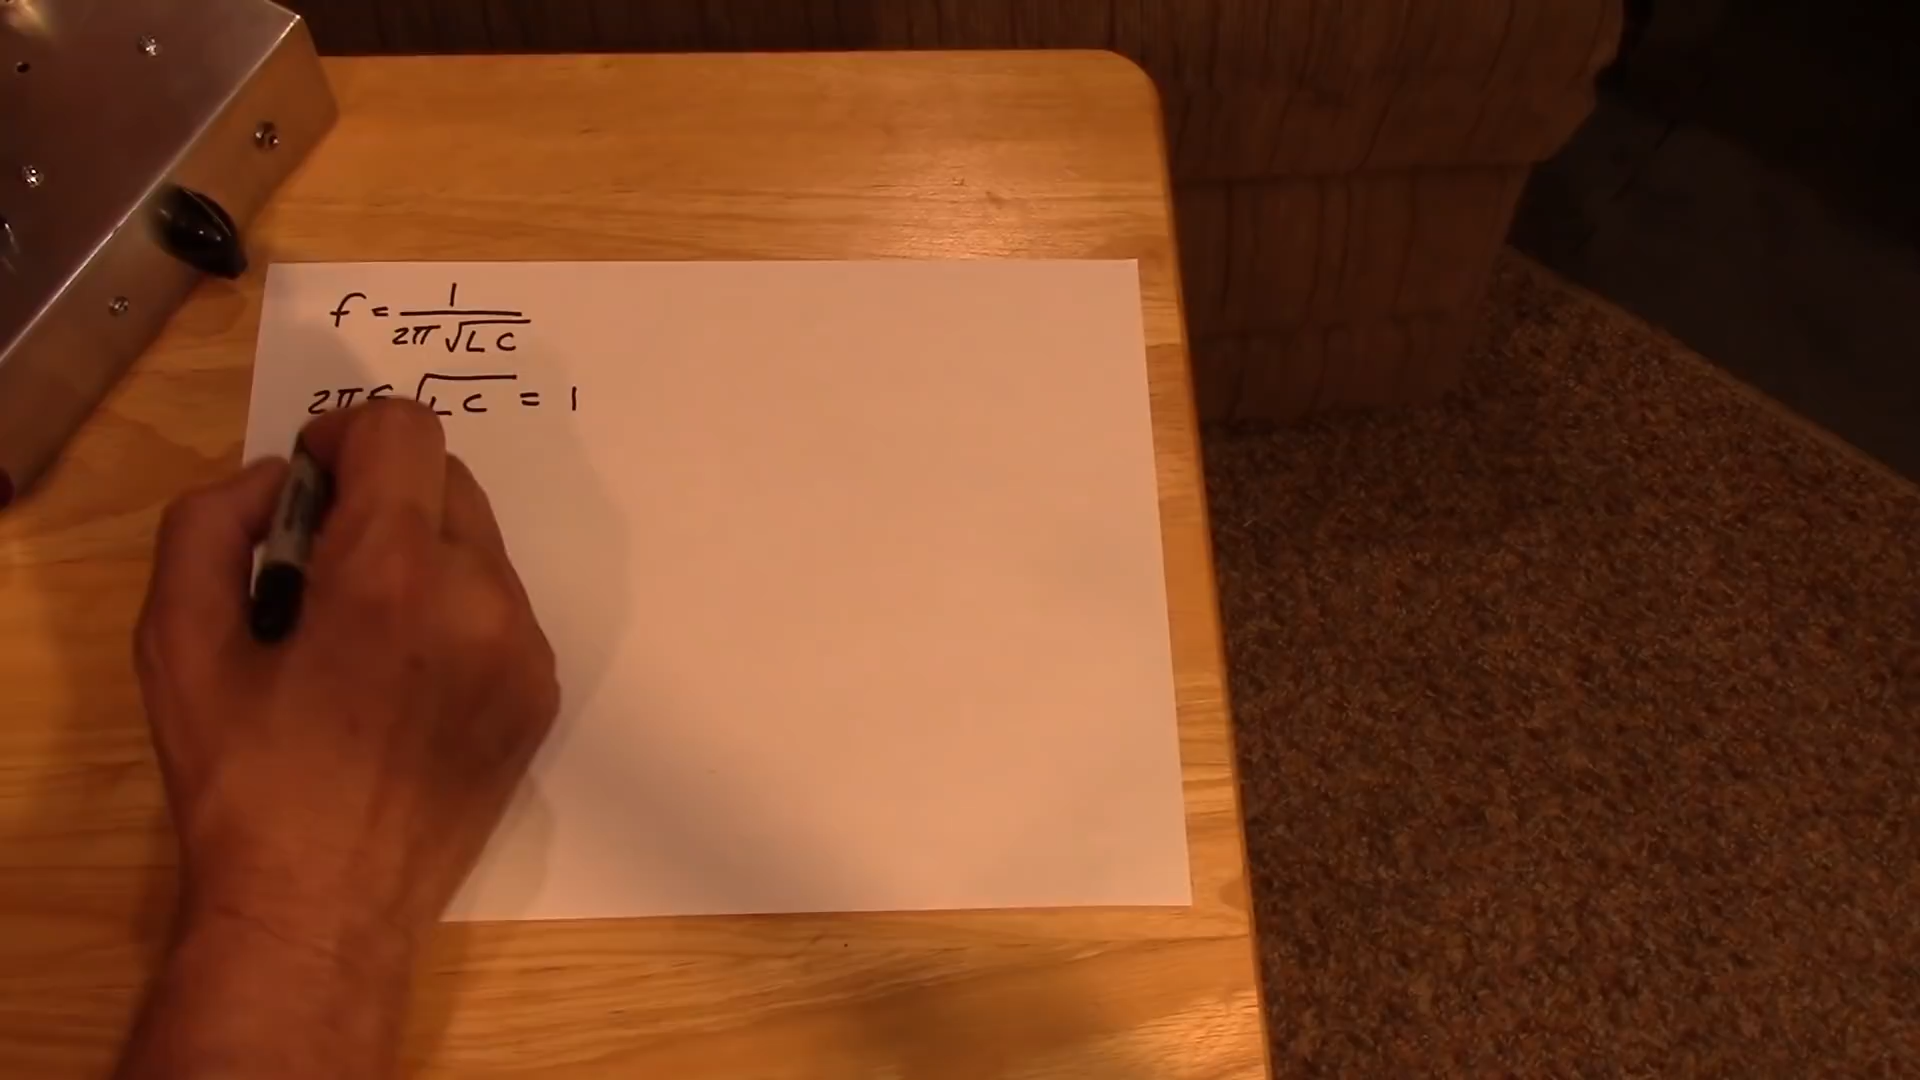 f = 1 / 2π √LC
2πf √LC = 1